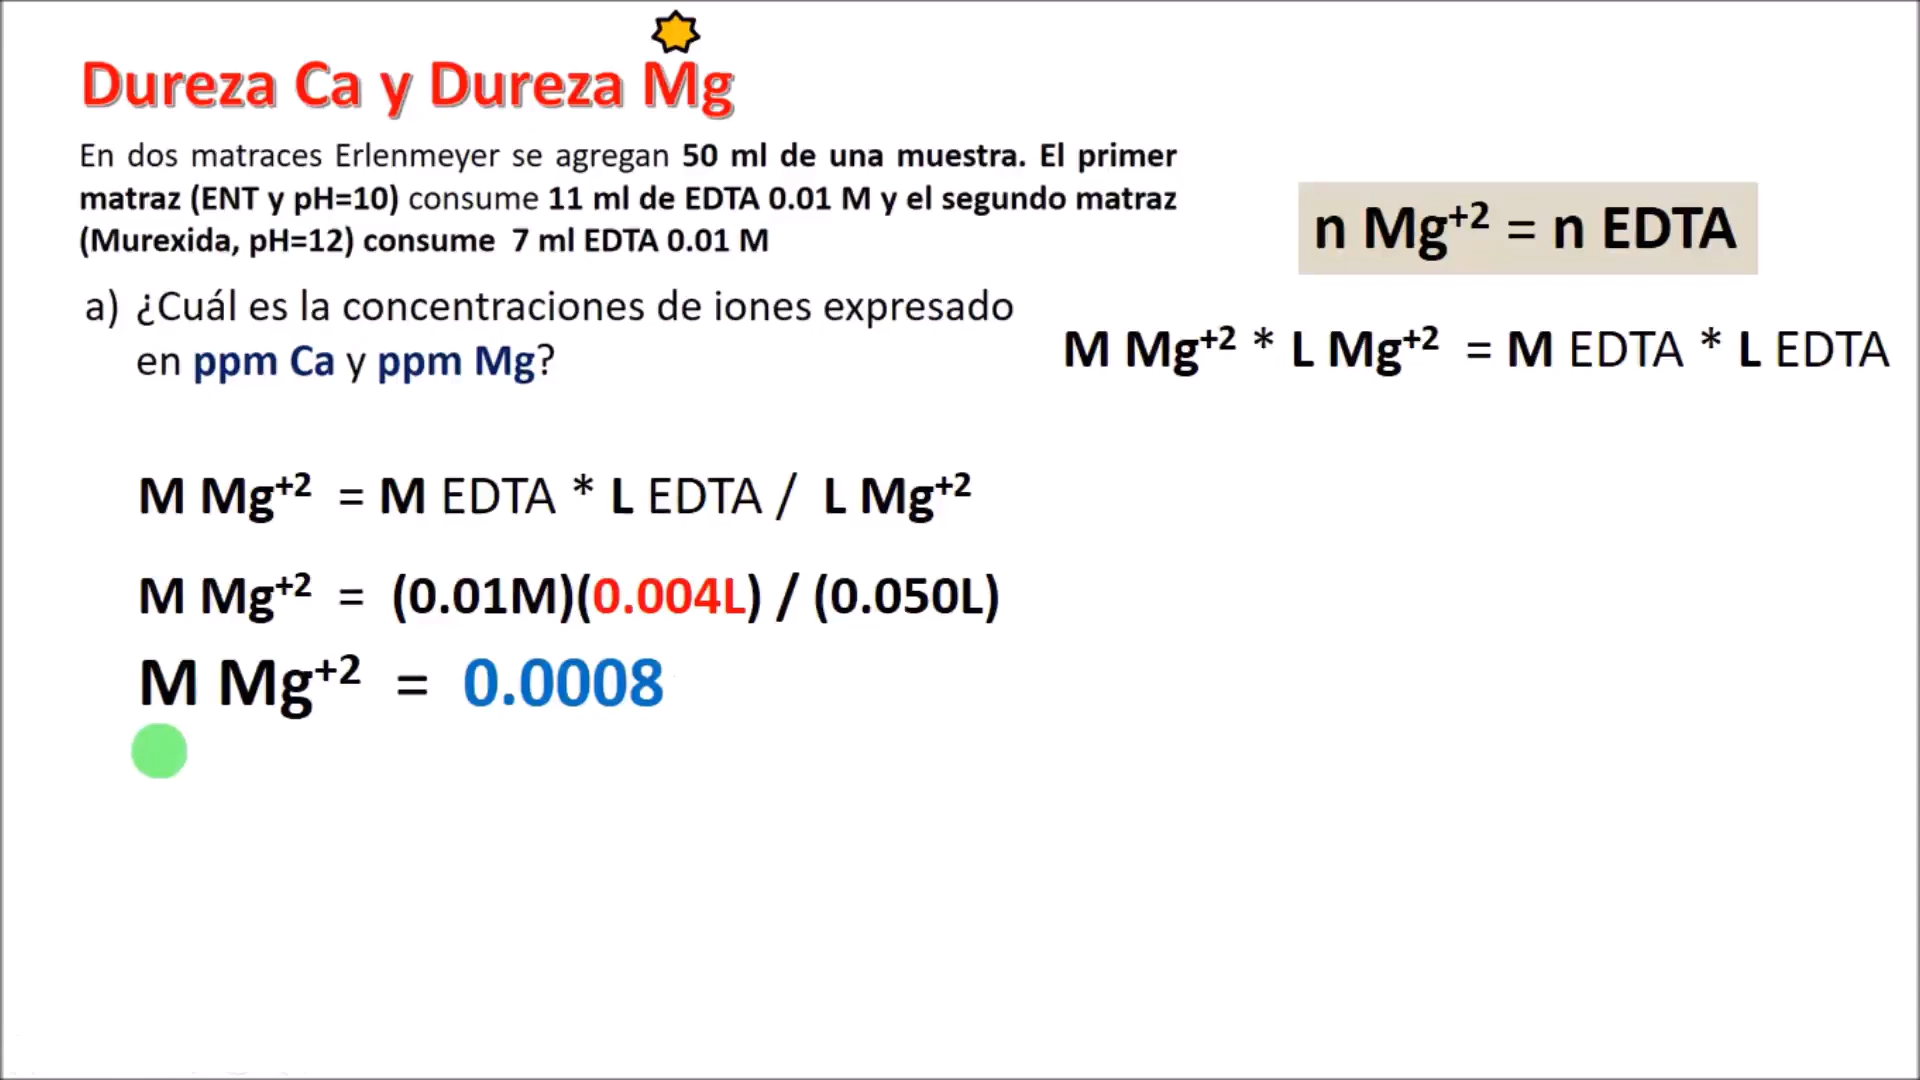 Dureza Ca y Dureza Mg
En dos matraces Erlenmeyer se agregan 50 ml de una muestra. El primer
matraz (ENT y pH=10) consume 11 ml de EDTA 0.01 M y el segundo matraz
(Murexida, pH=12) consume 7 ml EDTA 0.01 M
n Mg⁺² = n EDTA
a) ¿Cuál es la concentraciones de iones expresado
en ppm Ca y ppm Mg?
M Mg⁺² * L Mg⁺² = M EDTA * L EDTA
M Mg⁺² = M EDTA * L EDTA / L Mg⁺²
M Mg⁺² = (0.01M)(0.004L) / (0.050L)
M Mg⁺² = 0.0008